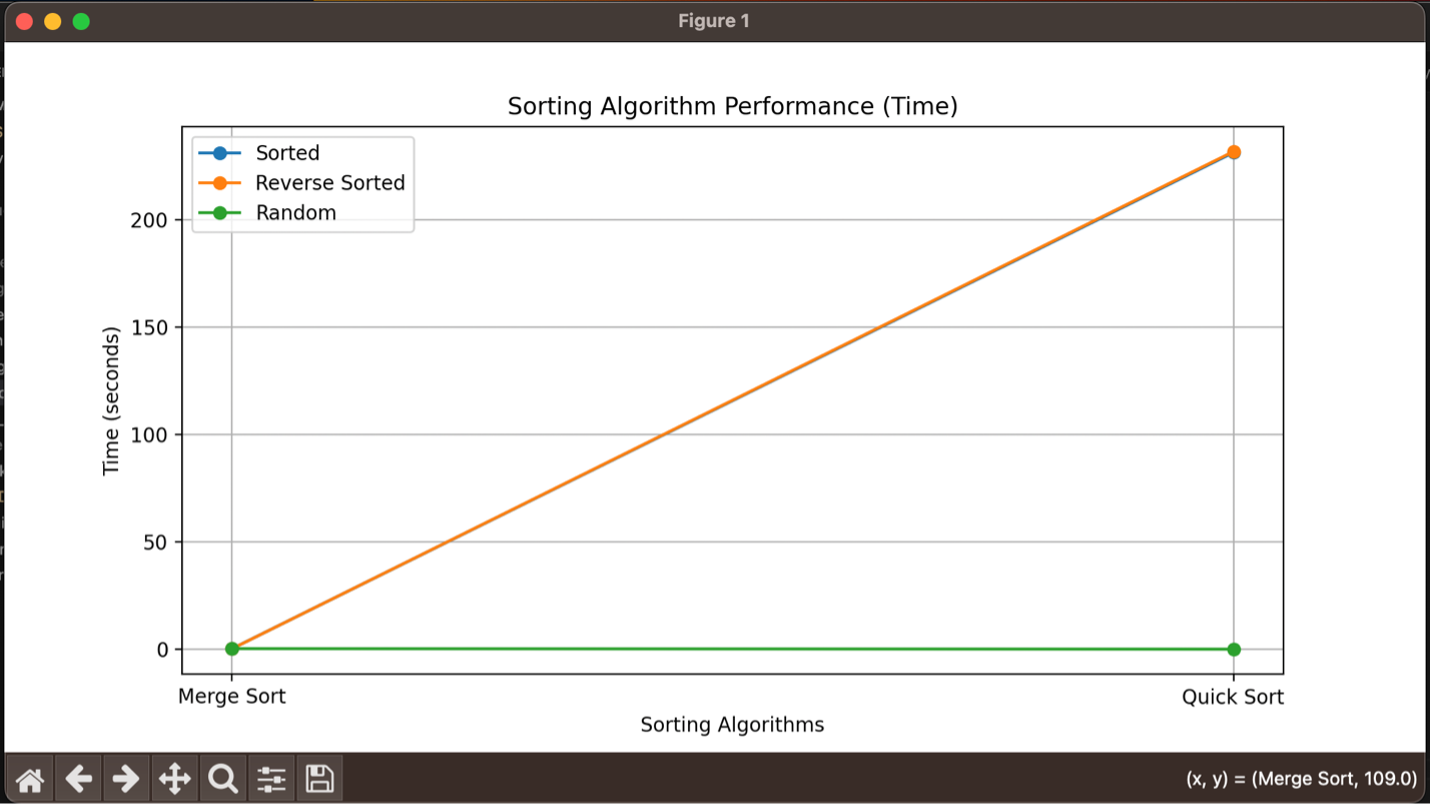 Figure 1
Sorting Algorithm Performance (Time)
Sorted
Reverse Sorted
Random
200
150
100
50
0
Time (seconds)
Merge Sort
Quick Sort
Sorting Algorithms
(x, y) = (Merge Sort, 109.0)